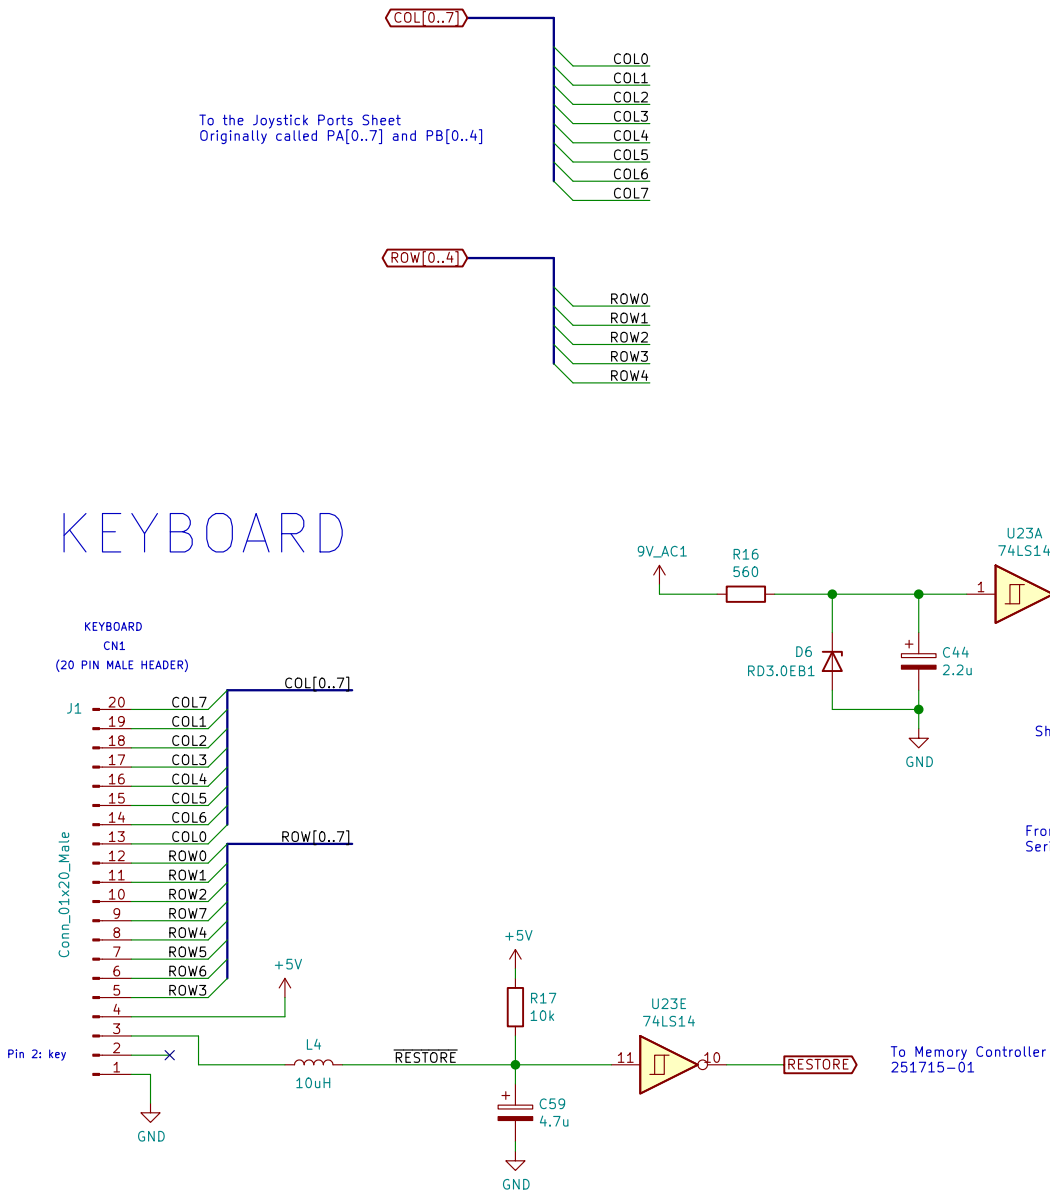 COL[0..7]
COL0
COL1
COL2
COL3
COL4
COL5
COL6
COL7
To the Joystick Ports Sheet
Originally called PA[0..7] and PB[0..4]
ROW[0..4]
ROW0
ROW1
ROW2
ROW3
ROW4
KEYBOARD
9V_AC1
R16
560
U23A
74LS14
1
D6
RD3.0EB1
+
C44
2.2u
GND
Sh
Fro
Ser
KEYBOARD
CN1
(20 PIN MALE HEADER)
J1
Conn_01x20_Male
COL[0..7]
20 COL7
19 COL1
18 COL2
17 COL3
16 COL4
15 COL5
14 COL6
13 COL0
ROW[0..7]
12 ROW0
11 ROW1
10 ROW2
9 ROW7
8 ROW4
7 ROW5
6 ROW6
5 ROW3
4
3
2
1
Pin 2: key
+5V
GND
L4
10uH
RESTORE
+5V
R17
10k
+
C59
4.7u
GND
U23E
74LS14
11
10
RESTORE
To Memory Controller
251715-01